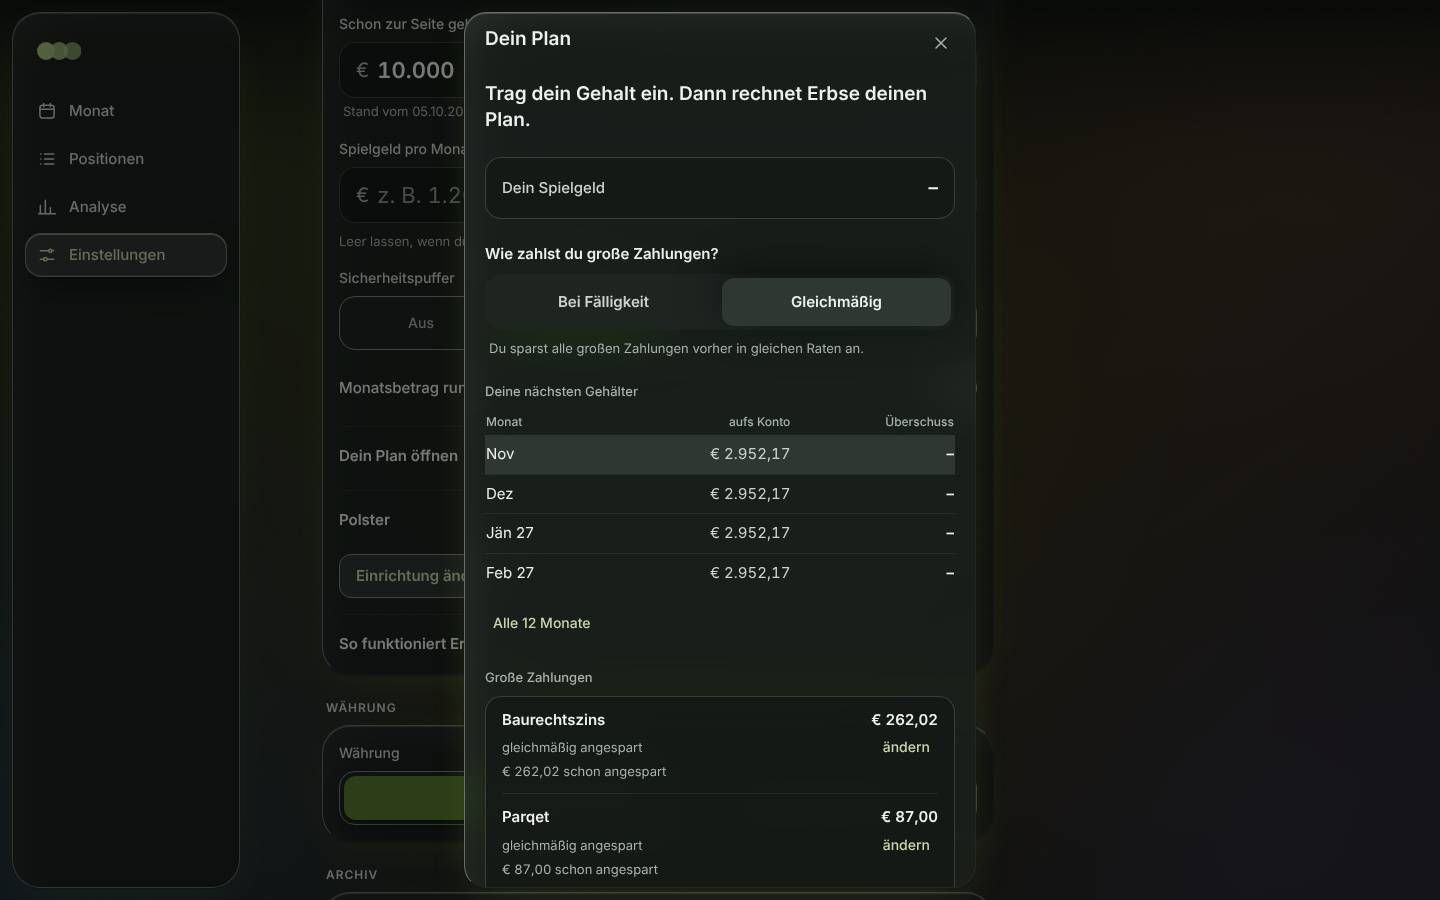 Monat
Positionen
Analyse
Einstellungen
Schon zur Seite gel
€ 10.000
Stand vom 05.10.20
Spielgeld pro Mona
€ z. B. 1.2
Leer lassen, wenn du
Sicherheitspuffer
Aus
Monatsbetrag run
Dein Plan öffnen
Polster
Einrichtung änd
So funktioniert Er
WÄHRUNG
Währung
ARCHIV
Dein Plan
Trag dein Gehalt ein. Dann rechnet Erbse deinen
Plan.
Dein Spielgeld –
Wie zahlst du große Zahlungen?
Bei Fälligkeit Gleichmäßig
Du sparst alle großen Zahlungen vorher in gleichen Raten an.
Deine nächsten Gehälter
Monat aufs Konto Überschuss
Nov € 2.952,17 –
Dez € 2.952,17 –
Jän 27 € 2.952,17 –
Feb 27 € 2.952,17 –
Alle 12 Monate
Große Zahlungen
Baurechtszins € 262,02
gleichmäßig angespart ändern
€ 262,02 schon angespart
Parqet € 87,00
gleichmäßig angespart ändern
€ 87,00 schon angespart